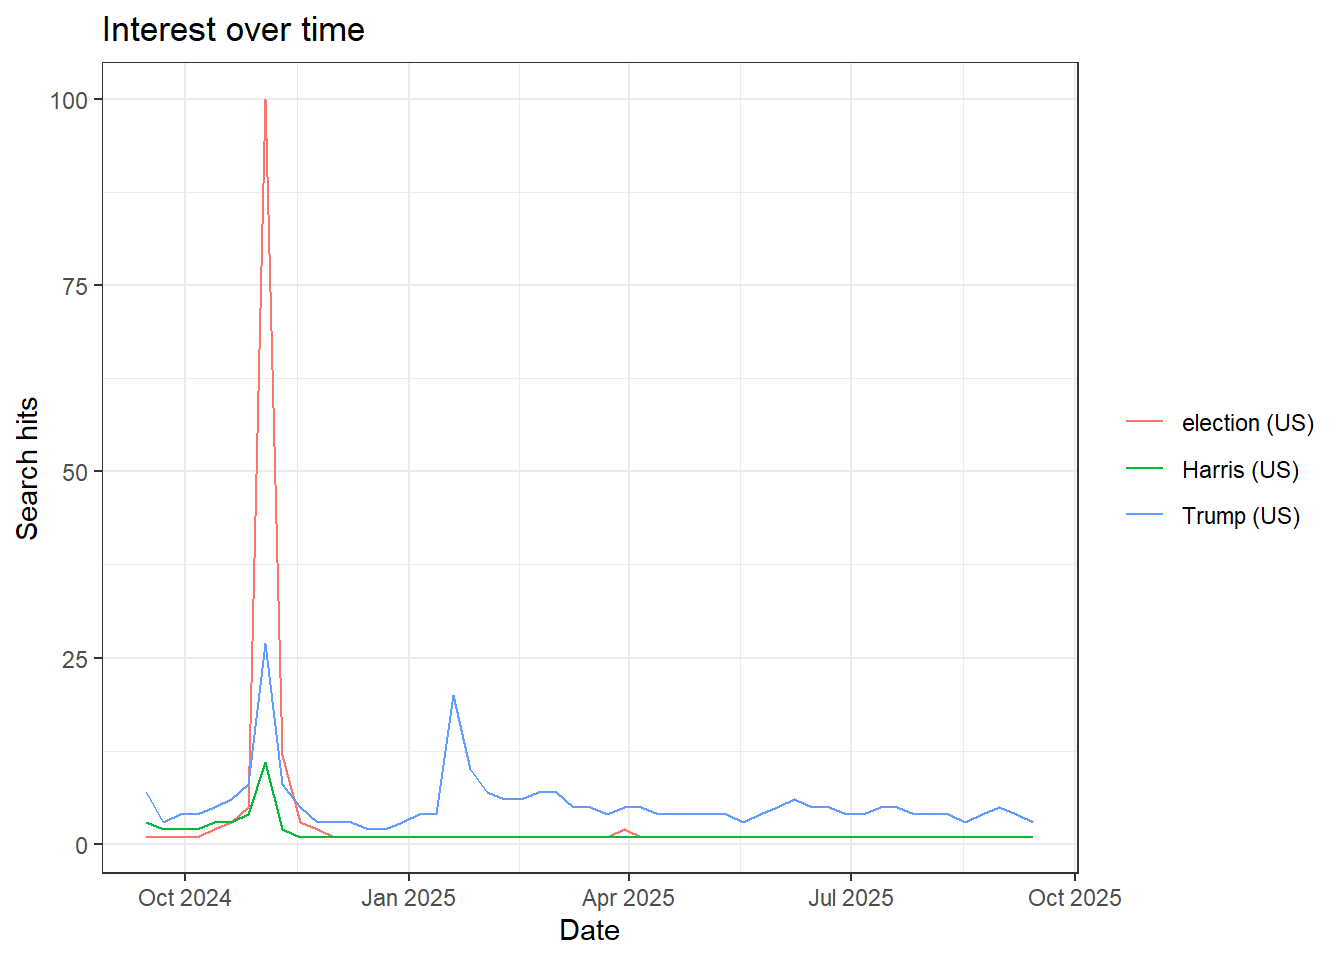 Interest over time
100
75
50
25
0
Search hits
Oct 2024 Jan 2025 Apr 2025 Jul 2025 Oct 2025
Date
election (US)
Harris (US)
Trump (US)